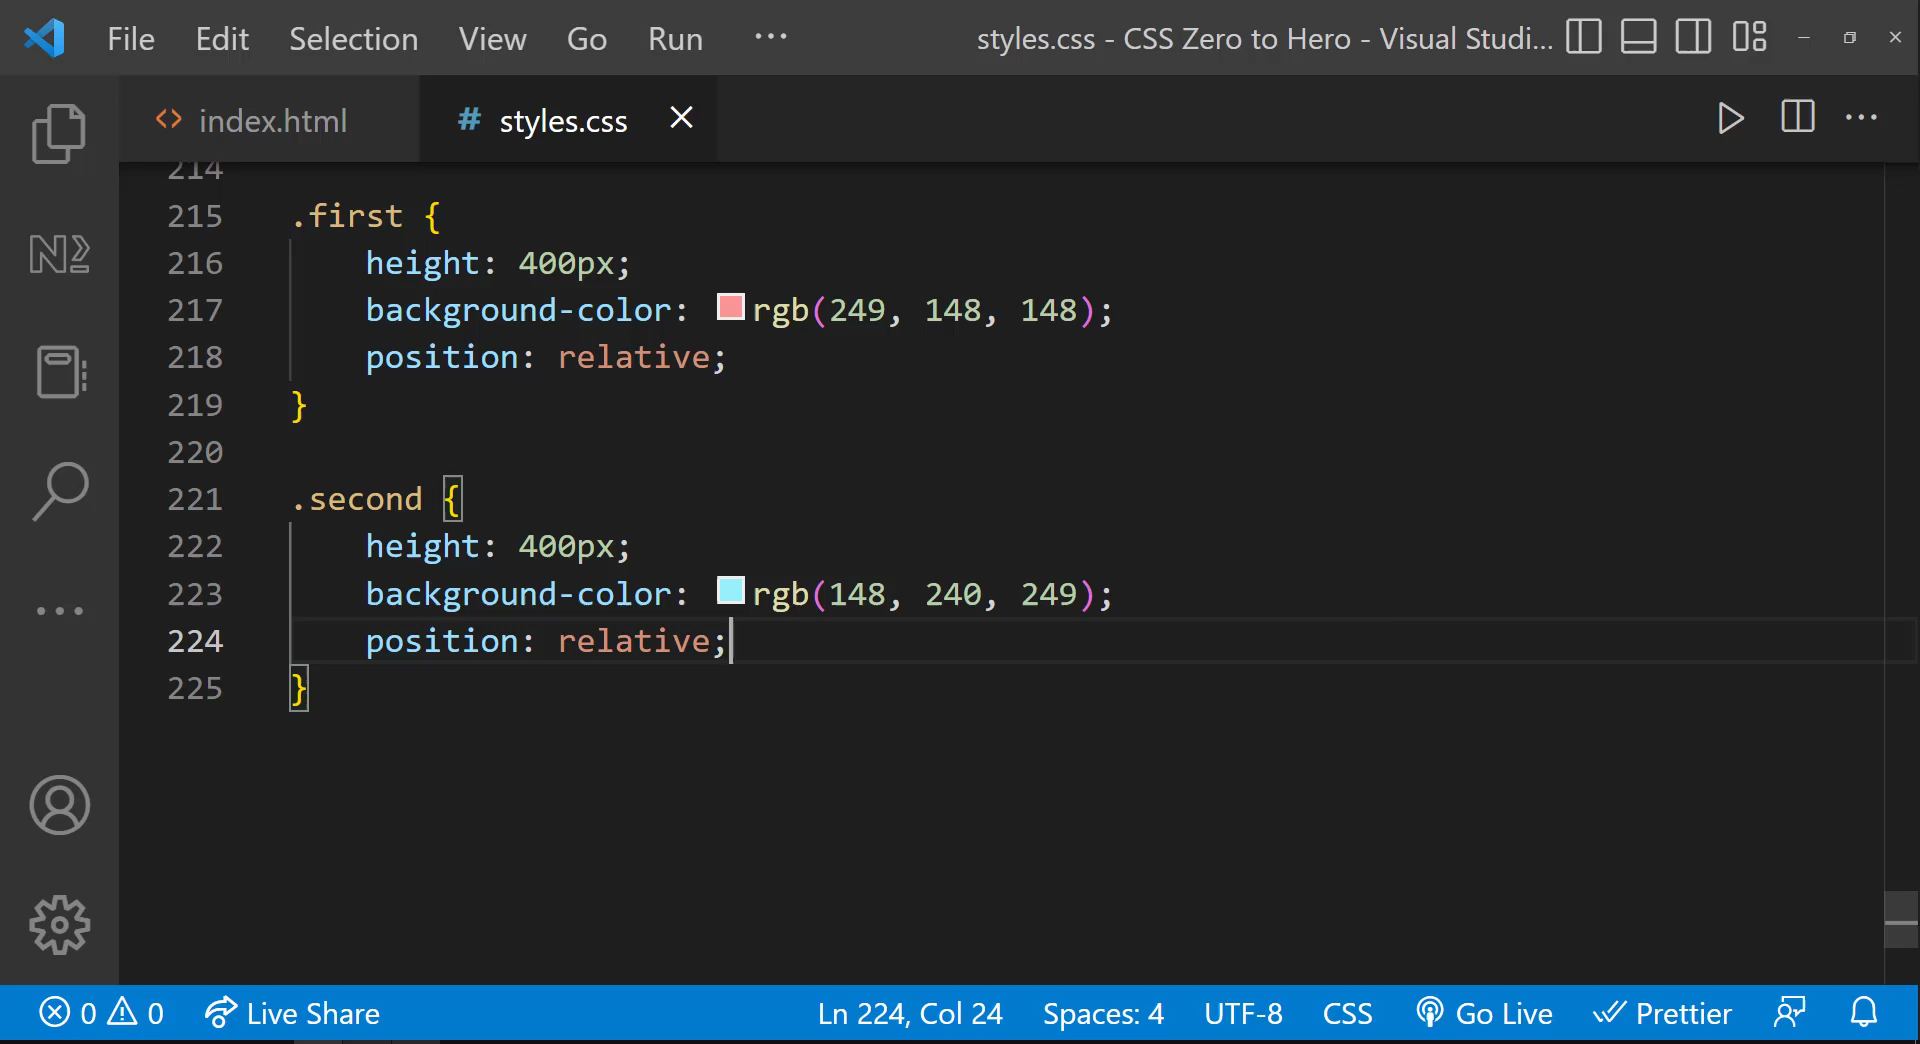 File Edit Selection View Go Run ··· styles.css - CSS Zero to Hero - Visual Studi...
<> index.html # styles.css
214
215 .first {
216 height: 400px;
217 background-color: rgb(249, 148, 148);
218 position: relative;
219 }
220
221 .second {
222 height: 400px;
223 background-color: rgb(148, 240, 249);
224 position: relative;
225 }
0 0 Live Share Ln 224, Col 24 Spaces: 4 UTF-8 CSS Go Live Prettier